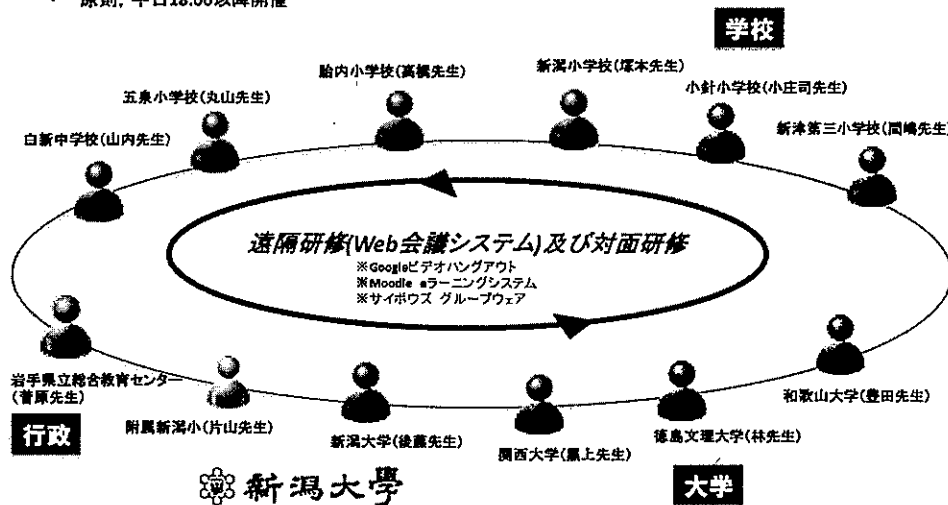 ・ 原則，平日18:00以降開催
学校
胎内小学校(高橋先生)
新潟小学校(塚本先生)
五泉小学校(丸山先生)
小針小学校(小庄司先生)
白新中学校(山内先生)
新津第三小学校(間嶋先生)
遠隔研修(Web会議システム)及び対面研修
※Googleビデオハングアウト
※Moodle eラーニングシステム
※サイボウズ グループウェア
岩手県立総合教育センター
(菅原先生)
和歌山大学(豊田先生)
行政
附属新潟小(片山先生)
新潟大学(後藤先生)
関西大学(黒上先生)
徳島文理大学(林先生)
新潟大學
大学